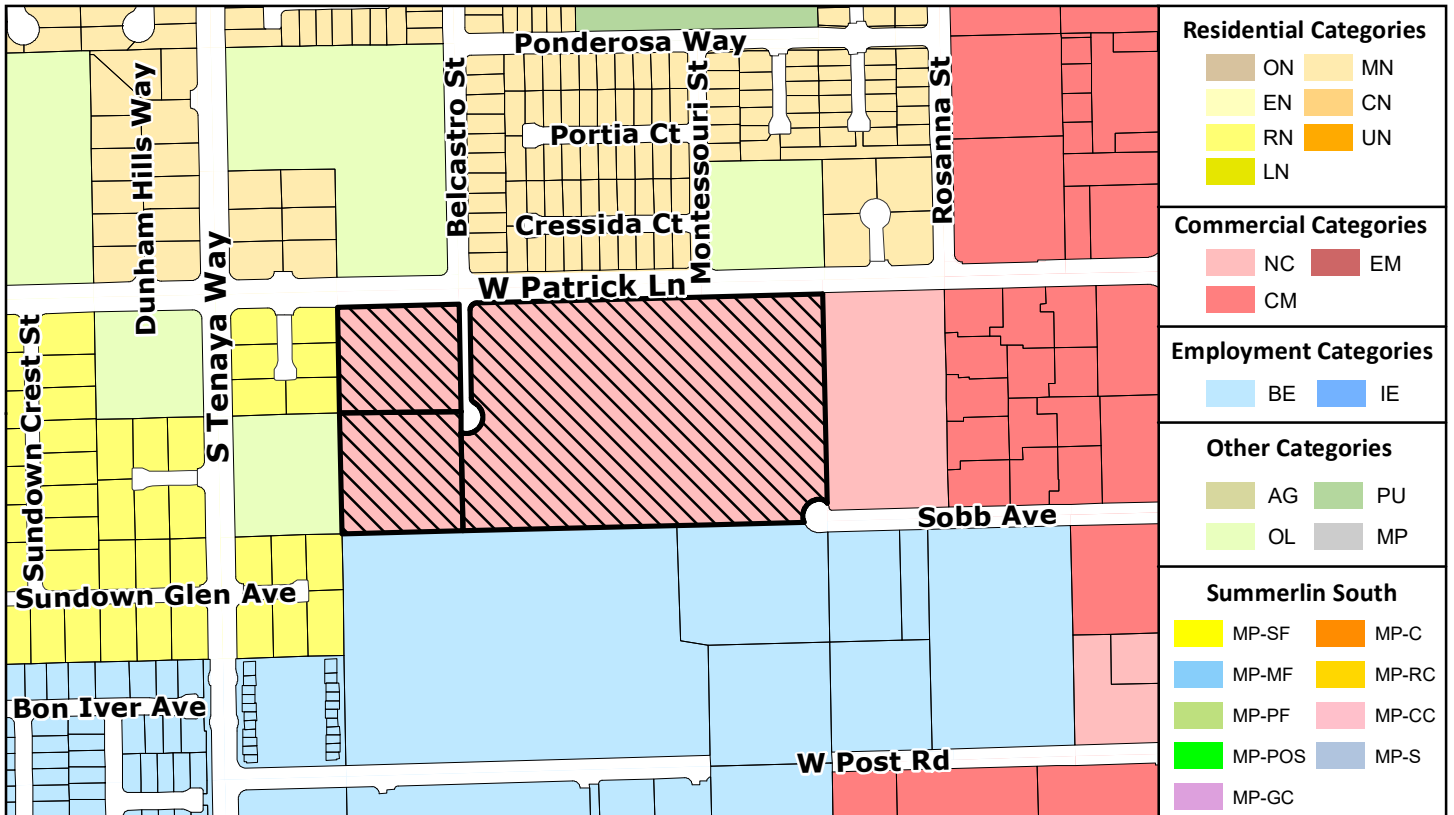 Ponderosa Way
Belcastro St
Montessouri St
Rosanna St
Dunham Hills Way
Portia Ct
Cressida Ct
S Tenaya Way
W Patrick Ln
Sundown Crest St
Sobb Ave
Sundown Glen Ave
Bon Iver Ave
W Post Rd
Residential Categories
ON MN
EN CN
RN UN
LN
Commercial Categories
NC EM
CM
Employment Categories
BE IE
Other Categories
AG PU
OL MP
Summerlin South
MP-SF MP-C
MP-MF MP-RC
MP-PF MP-CC
MP-POS MP-S
MP-GC